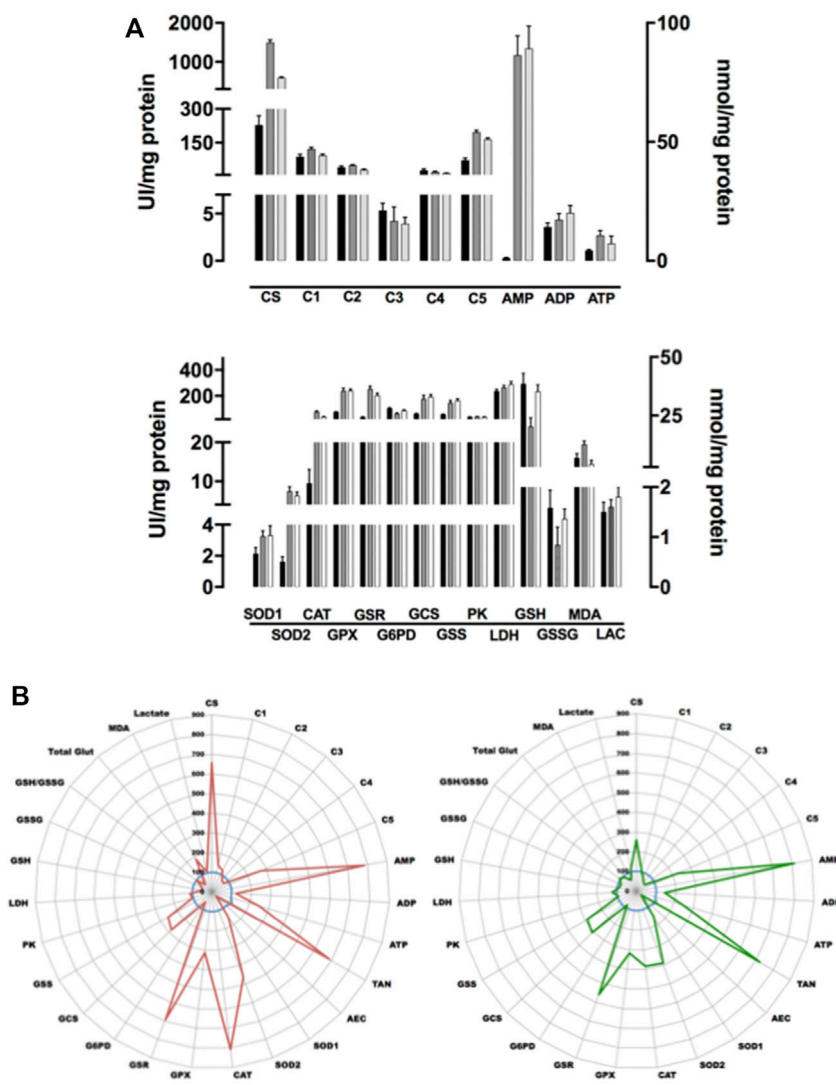 A
2000
1000
300
150
5
0
UI/mg protein
100
50
0
nmol/mg protein
CS C1 C2 C3 C4 C5 AMP ADP ATP
400
200
20
10
4
2
0
UI/mg protein
50
25
2
1
0
nmol/mg protein
SOD1 CAT GSR GCS PK GSH MDA
SOD2 GPX G6PD GSS LDH GSSG LAC
B
CS
C1
C2
C3
C4
C5
AMP
ADP
ATP
TAN
AEC
SOD1
SOD2
CAT
GPX
GSR
G6PD
GCS
GSS
PK
LDH
GSH
GSSG
GSH/GSSG
Total Glut
MDA
Lactate
900
800
700
600
500
400
300
200
100
0
CS
C1
C2
C3
C4
C5
AMP
ADP
ATP
TAN
AEC
SOD1
SOD2
CAT
GPX
GSR
G6PD
GCS
GSS
PK
LDH
GSH
GSSG
GSH/GSSG
Total Glut
MDA
Lactate
900
800
700
600
500
400
300
200
100
0